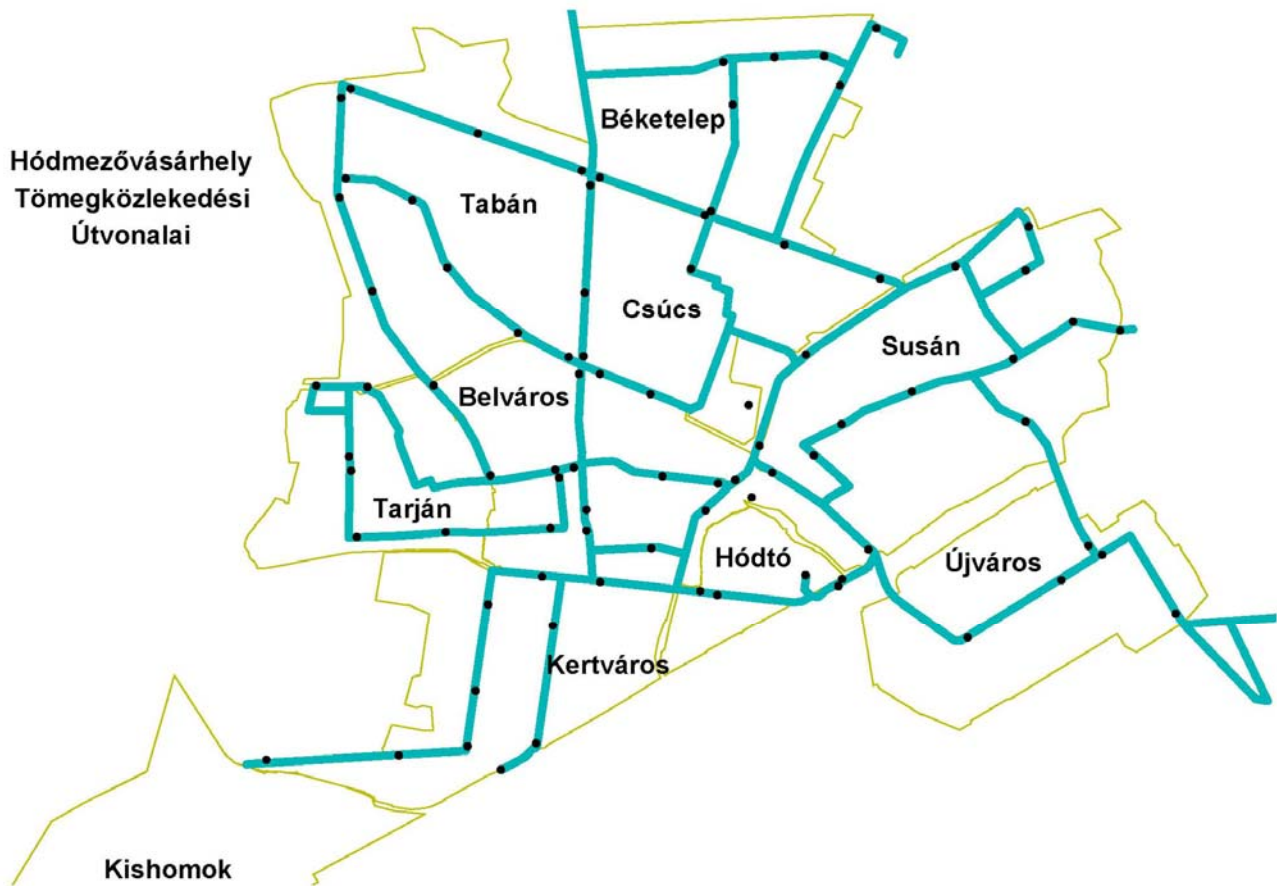 Hódmezővásárhely
Tömegközlekedési
Útvonalai
Béketelep
Tabán
Csúcs
Susán
Belváros
Tarján
Hódtó
Újváros
Kertváros
Kishomok